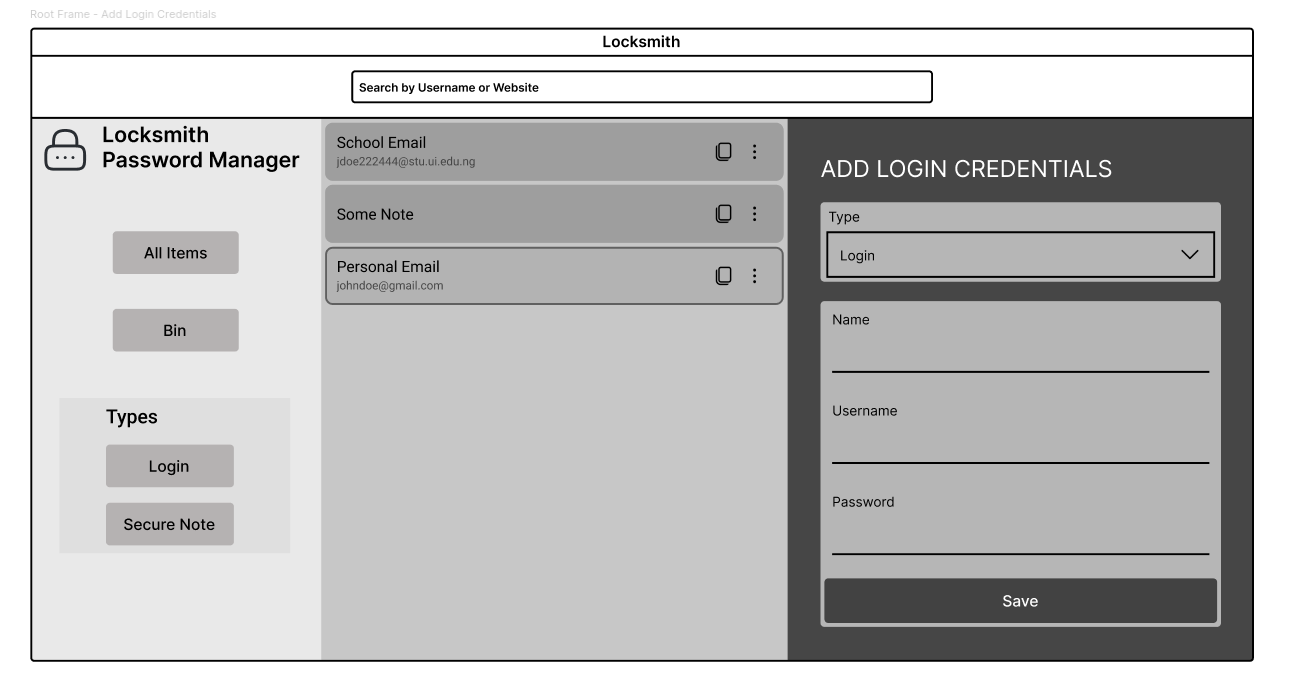 Root Frame - Add Login Credentials
Locksmith
Search by Username or Website
Locksmith
Password Manager
All Items
Bin
Types
Login
Secure Note
School Email
jdoe222444@stu.ui.edu.ng
Some Note
Personal Email
johndoe@gmail.com
ADD LOGIN CREDENTIALS
Type
Login
Name
Username
Password
Save